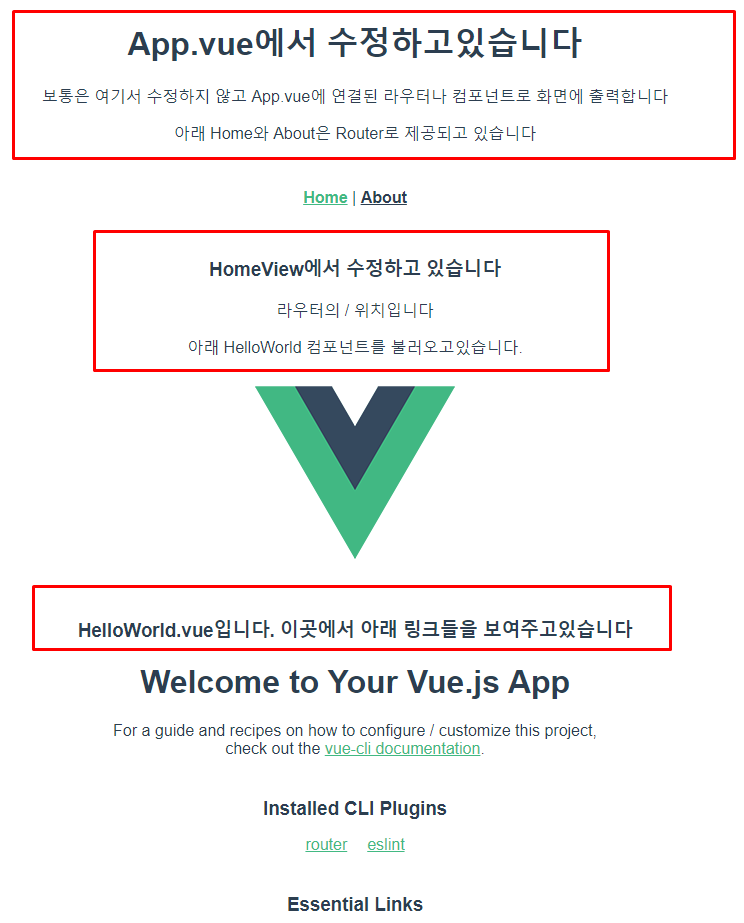 App.vue에서 수정하고있습니다
보통은 여기서 수정하지 않고 App.vue에 연결된 라우터나 컴포넌트로 화면에 출력합니다
아래 Home와 About은 Router로 제공되고 있습니다
Home | About
HomeView에서 수정하고 있습니다
라우터의 / 위치입니다
아래 HelloWorld 컴포넌트를 불러오고있습니다.
HelloWorld.vue입니다. 이곳에서 아래 링크들을 보여주고있습니다
Welcome to Your Vue.js App
For a guide and recipes on how to configure / customize this project,
check out the vue-cli documentation.
Installed CLI Plugins
router eslint
Essential Links